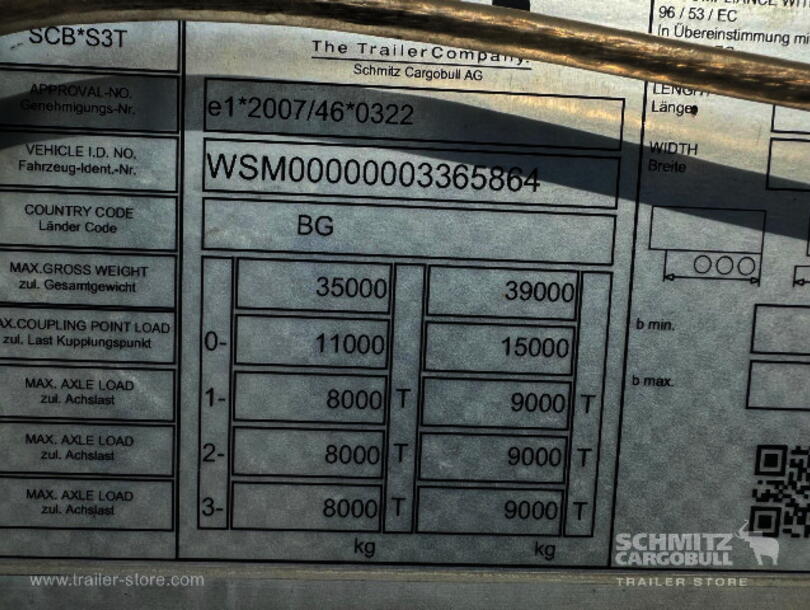 SCB*S3T
The TrailerCompany.
Schmitz Cargobull AG
96 / 53 / EC
In Übereinstimmung mi
APPROVAL-NO.
Genehmigungs-Nr.
e1*2007/46*0322
LENGTH
Länge
VEHICLE I.D. NO.
Fahrzeug-Ident.-Nr.
WSM00000003365864
WIDTH
Breite
COUNTRY CODE
Länder Code
BG
MAX.GROSS WEIGHT
zul. Gesamtgewicht
35000 39000
AX.COUPLING POINT LOAD
zul. Last Kupplungspunkt
0- 11000 15000
b min.
MAX. AXLE LOAD
zul. Achslast
1- 8000 T 9000 T
b max.
MAX. AXLE LOAD
zul. Achslast
2- 8000 T 9000 T
MAX. AXLE LOAD
zul. Achslast
3- 8000 T 9000 T
kg kg
SCHMITZ
CARGOBULL
TRAILER STORE
www.trailer-store.com